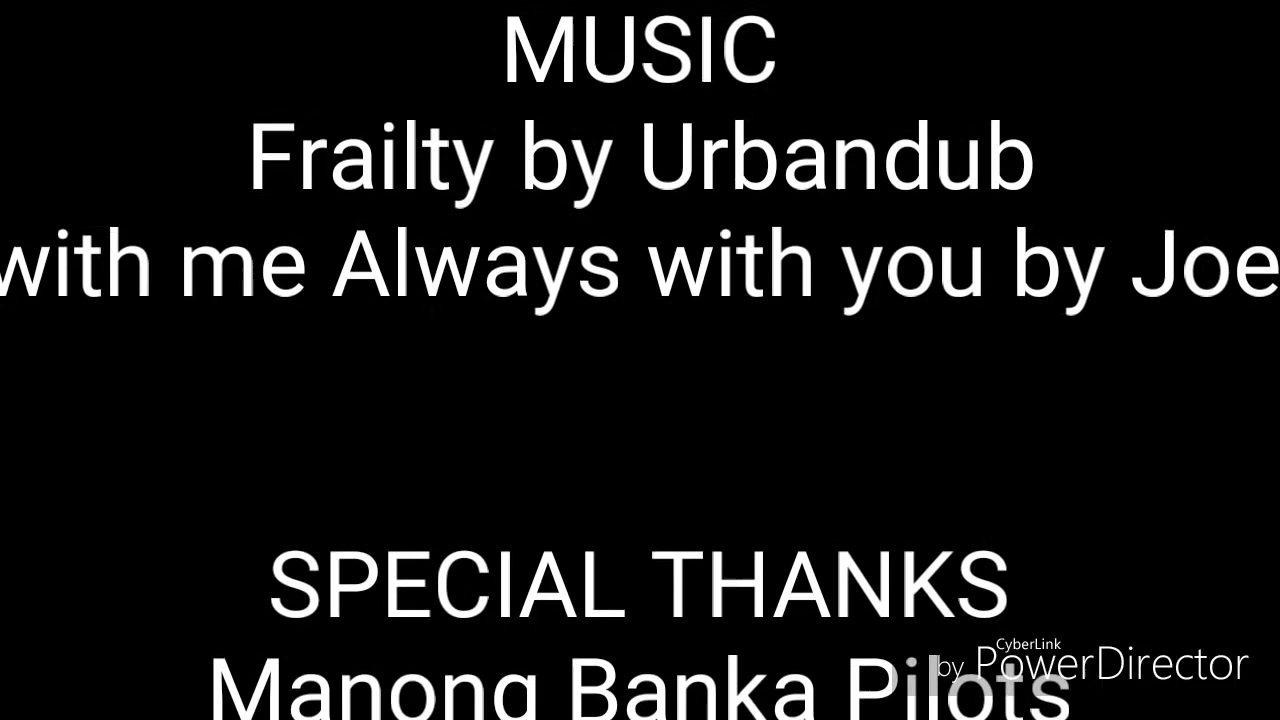 MUSIC
Frailty by Urbandub
with me Always with you by Joe
SPECIAL THANKS
Manong Banka Pilots
CyberLink
by PowerDirector